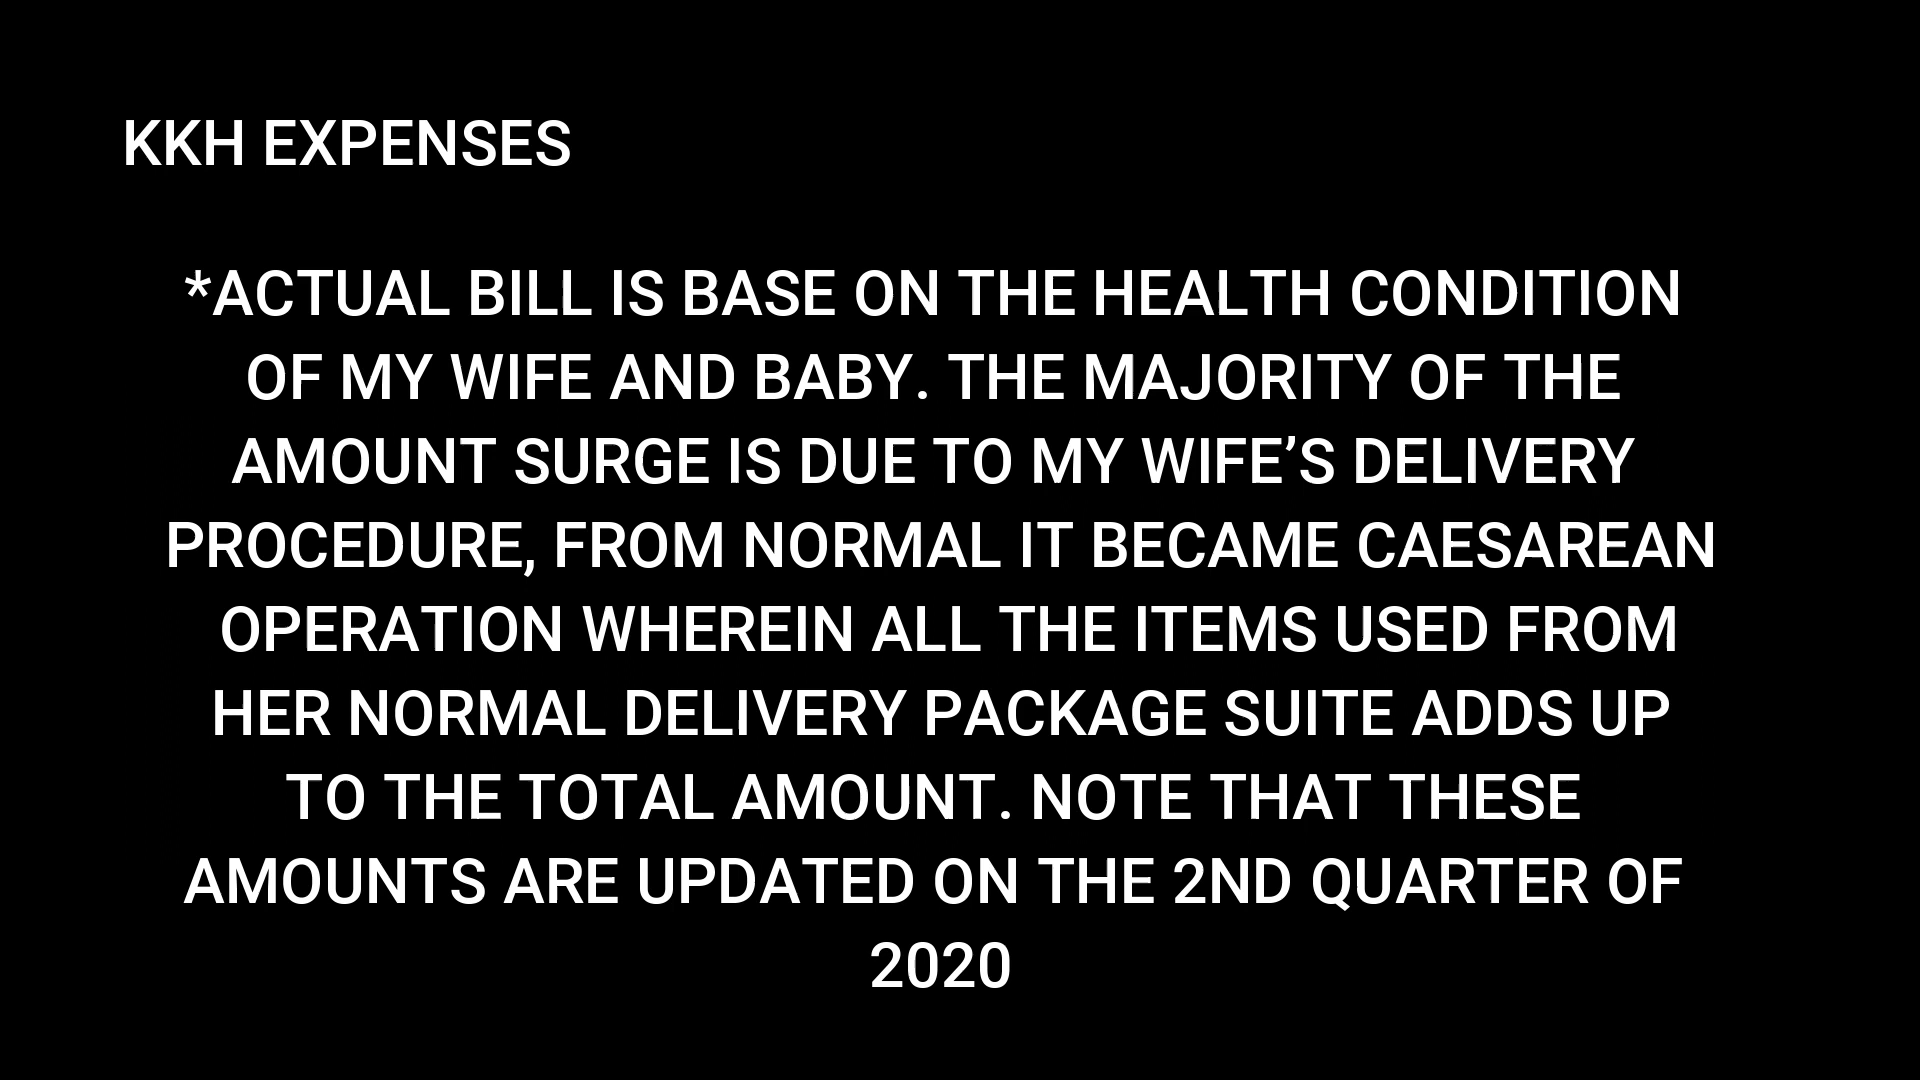 KKH EXPENSES
*ACTUAL BILL IS BASE ON THE HEALTH CONDITION
OF MY WIFE AND BABY. THE MAJORITY OF THE
AMOUNT SURGE IS DUE TO MY WIFE’S DELIVERY
PROCEDURE, FROM NORMAL IT BECAME CAESAREAN
OPERATION WHEREIN ALL THE ITEMS USED FROM
HER NORMAL DELIVERY PACKAGE SUITE ADDS UP
TO THE TOTAL AMOUNT. NOTE THAT THESE
AMOUNTS ARE UPDATED ON THE 2ND QUARTER OF
2020